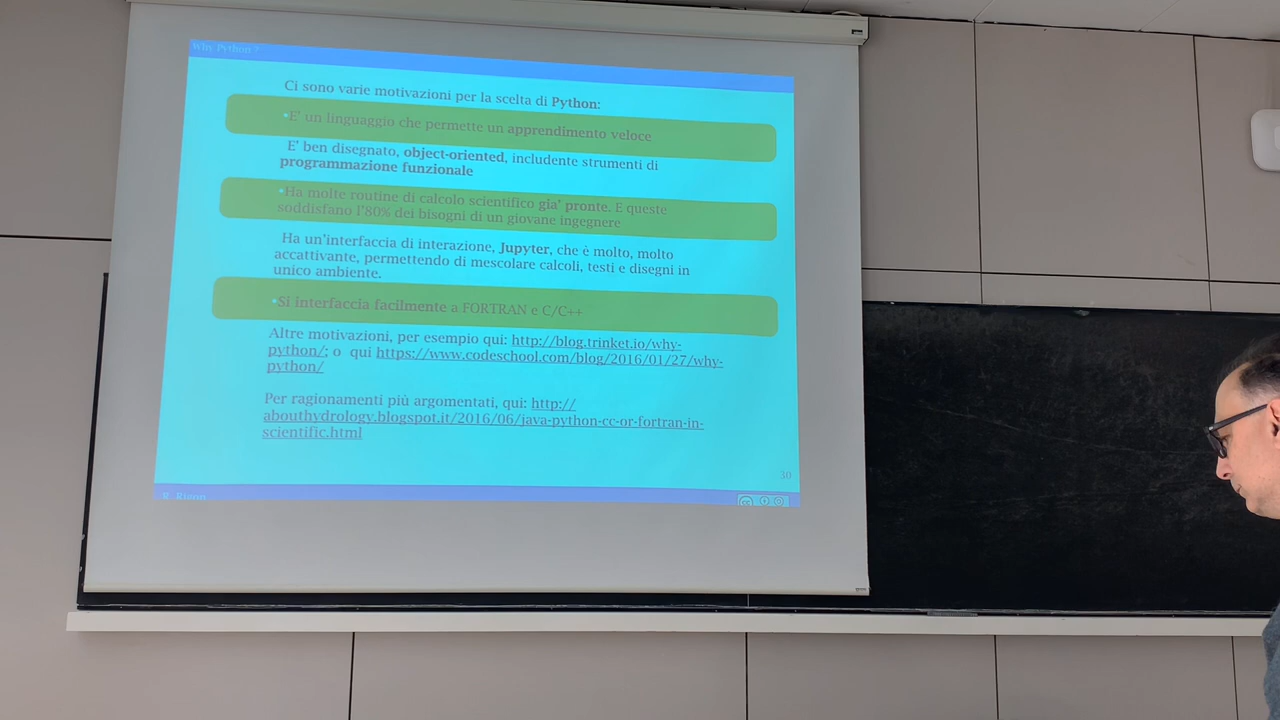 Why Python ?
Ci sono varie motivazioni per la scelta di Python:
•E' un linguaggio che permette un apprendimento veloce
E' ben disegnato, object-oriented, includente strumenti di
programmazione funzionale
•Ha molte routine di calcolo scientifico gia' pronte. E queste
soddisfano l'80% dei bisogni di un giovane ingegnere
Ha un'interfaccia di interazione, Jupyter, che è molto, molto
accattivante, permettendo di mescolare calcoli, testi e disegni in
unico ambiente.
•Si interfaccia facilmente a FORTRAN e C/C++
Altre motivazioni, per esempio qui: http://blog.trinket.io/why-
python/; o qui https://www.codeschool.com/blog/2016/01/27/why-
python/
Per ragionamenti più argomentati, qui: http://
abouthydrology.blogspot.it/2016/06/java-python-cc-or-fortran-in-
scientific.html
30
R. Rigon
cc